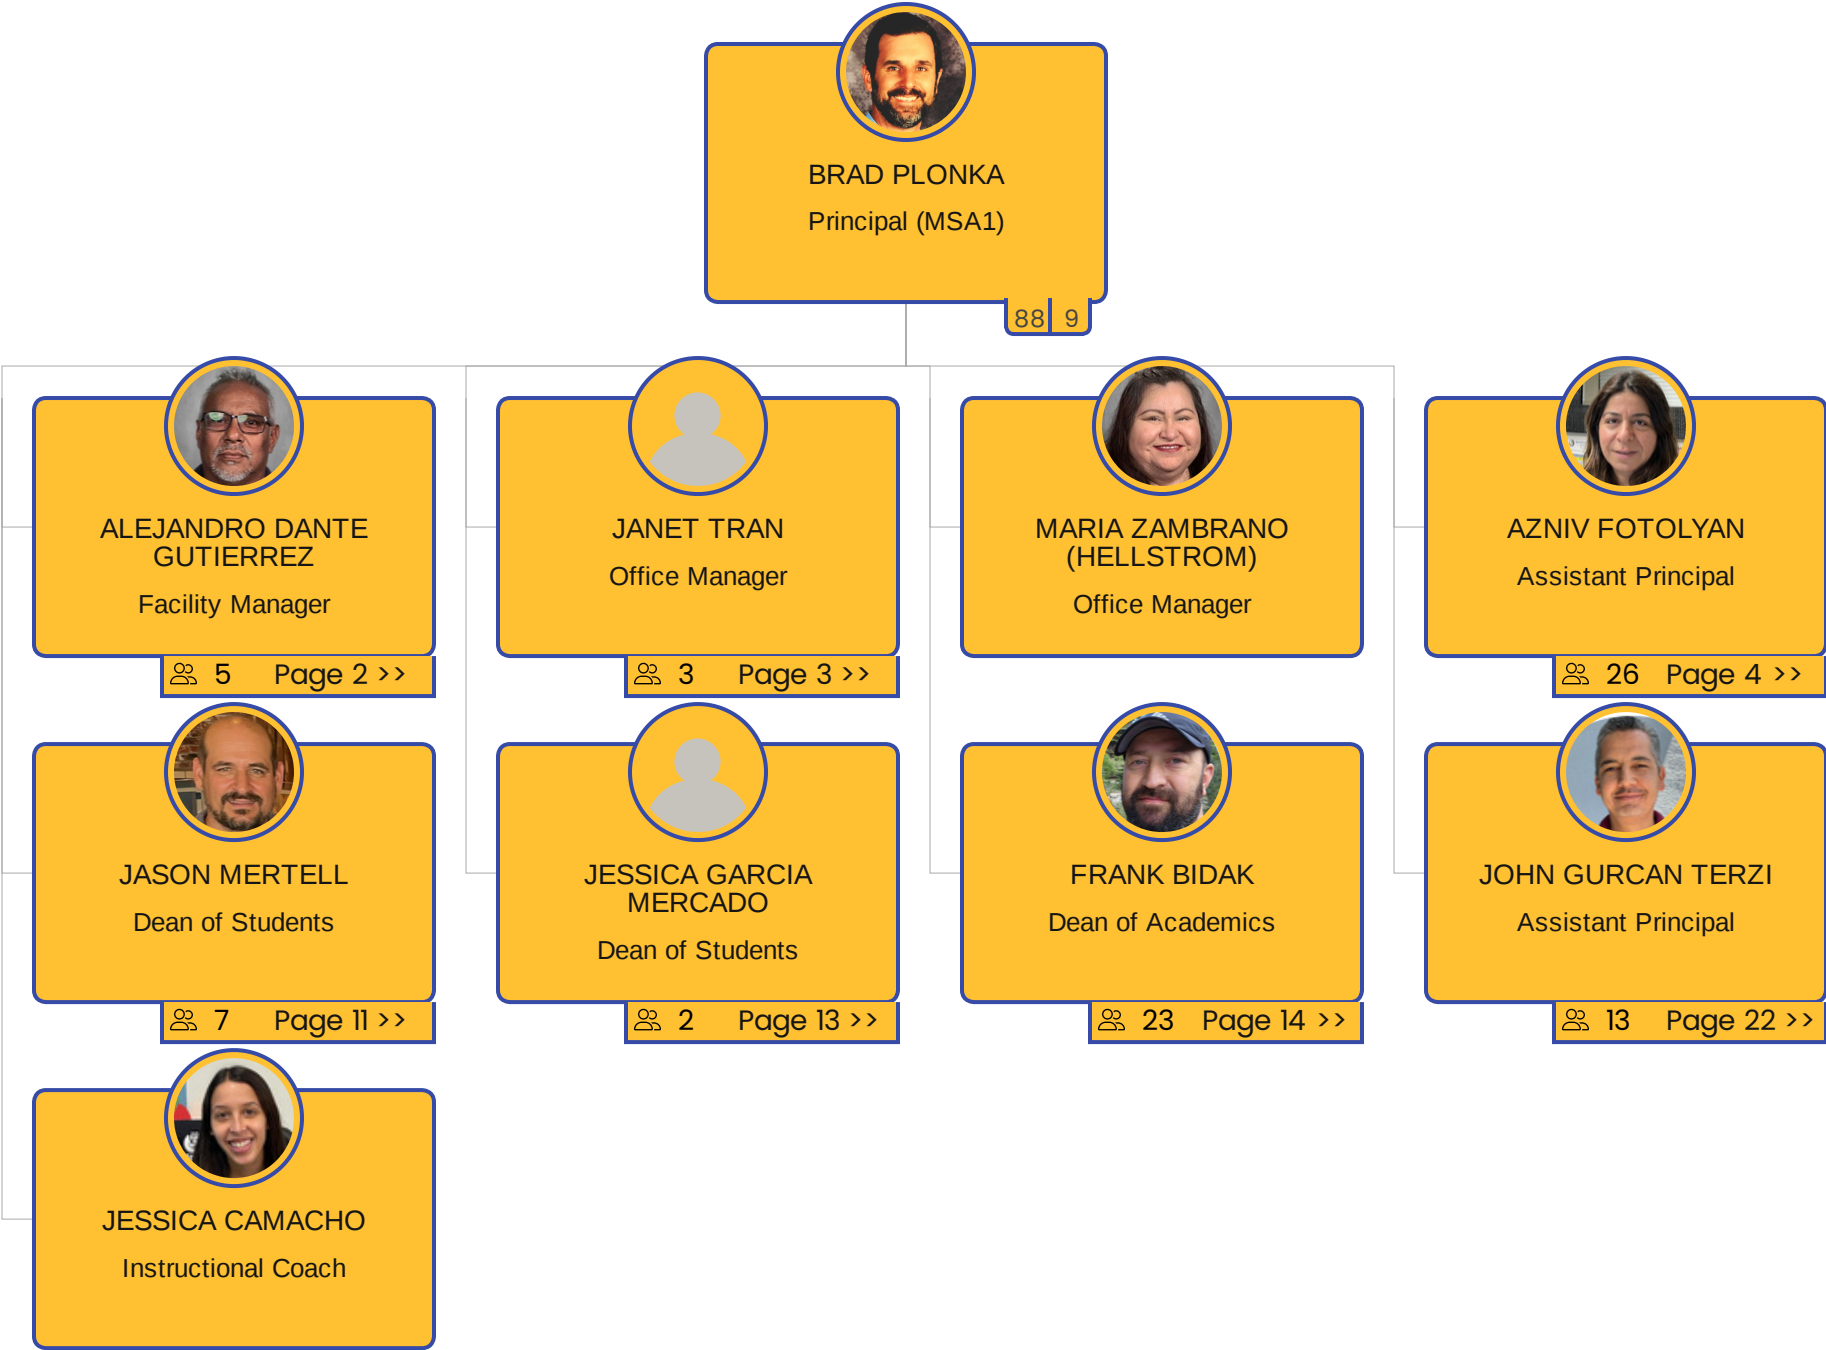 BRAD PLONKA
Principal (MSA1)
88 9
ALEJANDRO DANTE
GUTIERREZ
Facility Manager
5 Page 2 >>
JANET TRAN
Office Manager
3 Page 3 >>
MARIA ZAMBRANO
(HELLSTROM)
Office Manager
AZNIV FOTOLYAN
Assistant Principal
26 Page 4 >>
JASON MERTELL
Dean of Students
7 Page 11 >>
JESSICA GARCIA
MERCADO
Dean of Students
2 Page 13 >>
FRANK BIDAK
Dean of Academics
23 Page 14 >>
JOHN GURCAN TERZI
Assistant Principal
13 Page 22 >>
JESSICA CAMACHO
Instructional Coach